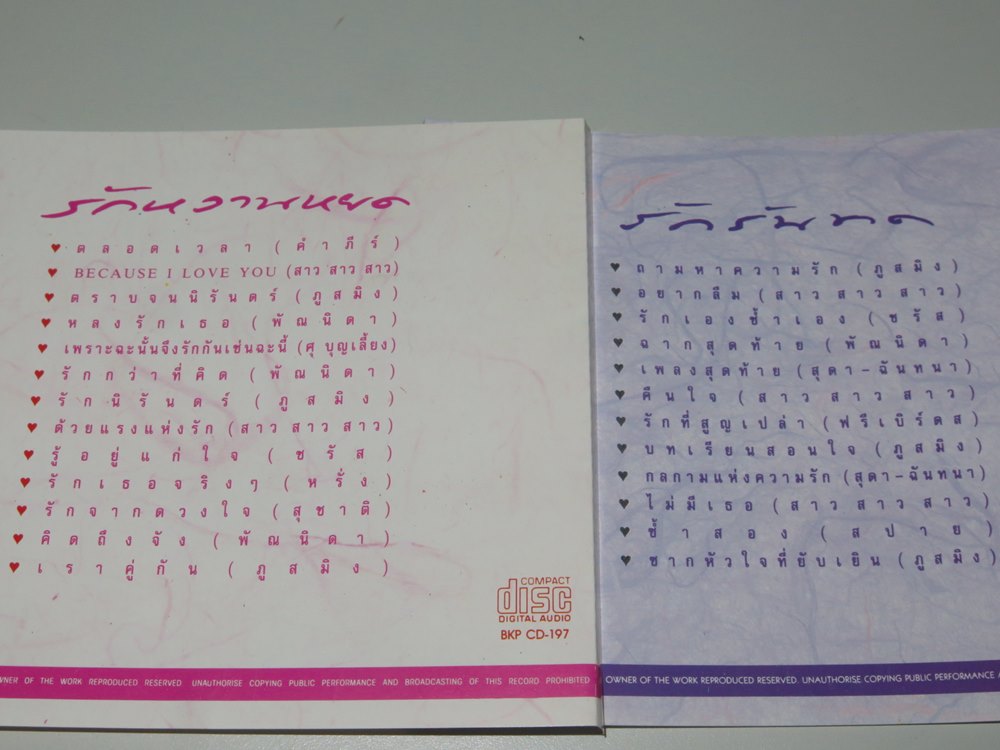 รักหวานหยด
♥ ตลอดเวลา (คำภีร์)
♥ BECAUSE I LOVE YOU (สาว สาว สาว)
♥ ตราบจนนิรันดร์ (ภูสมิง)
♥ หลงรักเธอ (พัณนิดา)
♥ เพราะฉะนั้นจึงรักกันเช่นฉะนี้ (ศุ บุญเลี้ยง)
♥ รักกว่าที่คิด (พัณนิดา)
♥ รักนิรันดร์ (ภูสมิง)
♥ ด้วยแรงแห่งรัก (สาว สาว สาว)
♥ รู้อยู่แก่ใจ (ชรัส)
♥ รักเธอจริงๆ (หรั่ง)
♥ รักจากดวงใจ (สุชาติ)
♥ คิดถึงจัง (พัณนิดา)
♥ เราคู่กัน (ภูสมิง)
COMPACT
disc
DIGITAL AUDIO
BKP CD-197
OWNER OF THE WORK REPRODUCED RESERVED UNAUTHORISE COPYING PUBLIC PERFORMANCE AND BROADCASTING OF THIS RECORD PROHIBITED
รักรันทด
♥ ถามหาความรัก (ภูสมิง)
♥ อยากลืม (สาว สาว สาว)
♥ รักเองช้ำเอง (ชรัส)
♥ ฉากสุดท้าย (พัณนิดา)
♥ เพลงสุดท้าย (สุดา-ฉันทนา)
♥ คืนใจ (สาว สาว สาว)
♥ รักที่สูญเปล่า (ฟรีเบิร์ดส)
♥ บทเรียนสอนใจ (ภูสมิง)
♥ กลกามแห่งความรัก (สุดา-ฉันทนา)
♥ ไม่มีเธอ (สาว สาว สาว)
♥ ช้ำสอง (สปาย)
♥ ซากหัวใจที่ยับเยิน (ภูสมิง)
OWNER OF THE WORK REPRODUCED RESERVED. UNAUTHORISE COPYING PUBLIC PERFORMANCE